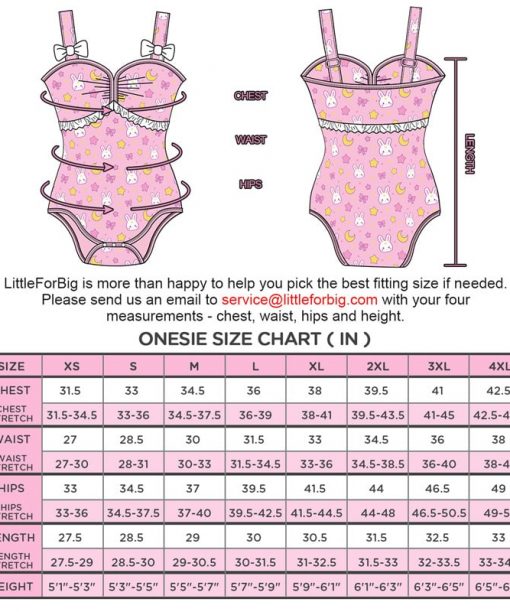 CHEST
WAIST
HIPS
LENGTH
LittleForBig is more than happy to help you pick the best fitting size if needed.
Please send us an email to service@littleforbig.com with your four
measurements - chest, waist, hips and height.
ONESIE SIZE CHART ( IN )
SIZE XS S M L XL 2XL 3XL 4XL
CHEST 31.5 33 34.5 36 38 39.5 41 42.5
CHEST
STRETCH 31.5-34.5 33-36 34.5-37.5 36-39 38-41 39.5-43.5 41-45 42.5-4
WAIST 27 28.5 30 31.5 33 34.5 36 38
WAIST
STRETCH 27-30 28-31 30-33 31.5-34.5 33-36 34.5-38.5 36-40 38-4
HIPS 33 34.5 37 39.5 41.5 44 46.5 49
HIPS
STRETCH 33-36 34.5-37.5 37-40 39.5-42.5 41.5-44.5 44-48 46.5-50.5 49-5
LENGTH 27.5 28.5 29 30 30.5 31.5 32.5 33
LENGTH
STRETCH 27.5-29 28.5-30 29.5-30.5 30-31.5 31-32.5 31.5-33 32-33.5 33-34
HEIGHT 5'1"-5'3" 5'3"-5'5" 5'5"-5'7" 5'7"-5'9" 5'9"-6'1" 6'1"-6'3" 6'3"-6'5" 6'5"-6